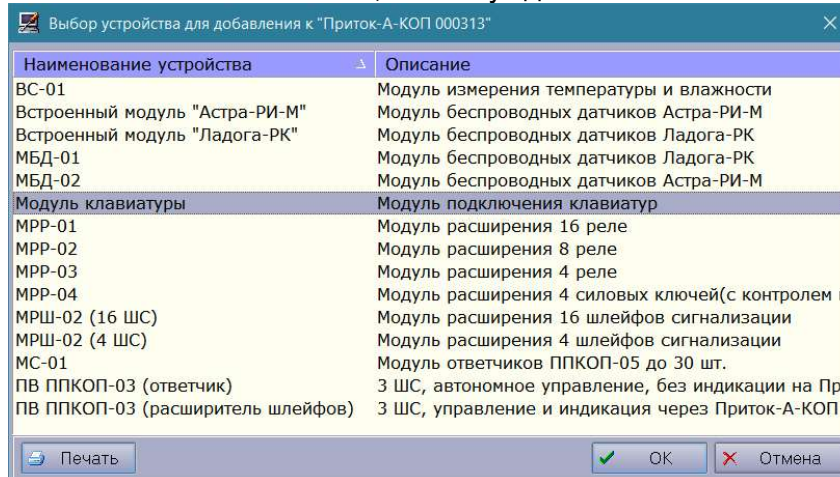 Выбор устройства для добавления к "Приток-А-КОП 000313"
Наименование устройства Описание
ВС-01 Модуль измерения температуры и влажности
Встроенный модуль "Астра-РИ-М" Модуль беспроводных датчиков Астра-РИ-М
Встроенный модуль "Ладога-РК" Модуль беспроводных датчиков Ладога-РК
МБД-01 Модуль беспроводных датчиков Ладога-РК
МБД-02 Модуль беспроводных датчиков Астра-РИ-М
Модуль клавиатуры Модуль подключения клавиатур
МРР-01 Модуль расширения 16 реле
МРР-02 Модуль расширения 8 реле
МРР-03 Модуль расширения 4 реле
МРР-04 Модуль расширения 4 силовых ключей(с контролем
МРШ-02 (16 ШС) Модуль расширения 16 шлейфов сигнализации
МРШ-02 (4 ШС) Модуль расширения 4 шлейфов сигнализации
МС-01 Модуль ответчиков ППКОП-05 до 30 шт.
ПВ ППКОП-03 (ответчик) 3 ШС, автономное управление, без индикации на Пр
ПВ ППКОП-03 (расширитель шлейфов) 3 ШС, управление и индикация через Приток-А-КОП
Печать OK Отмена